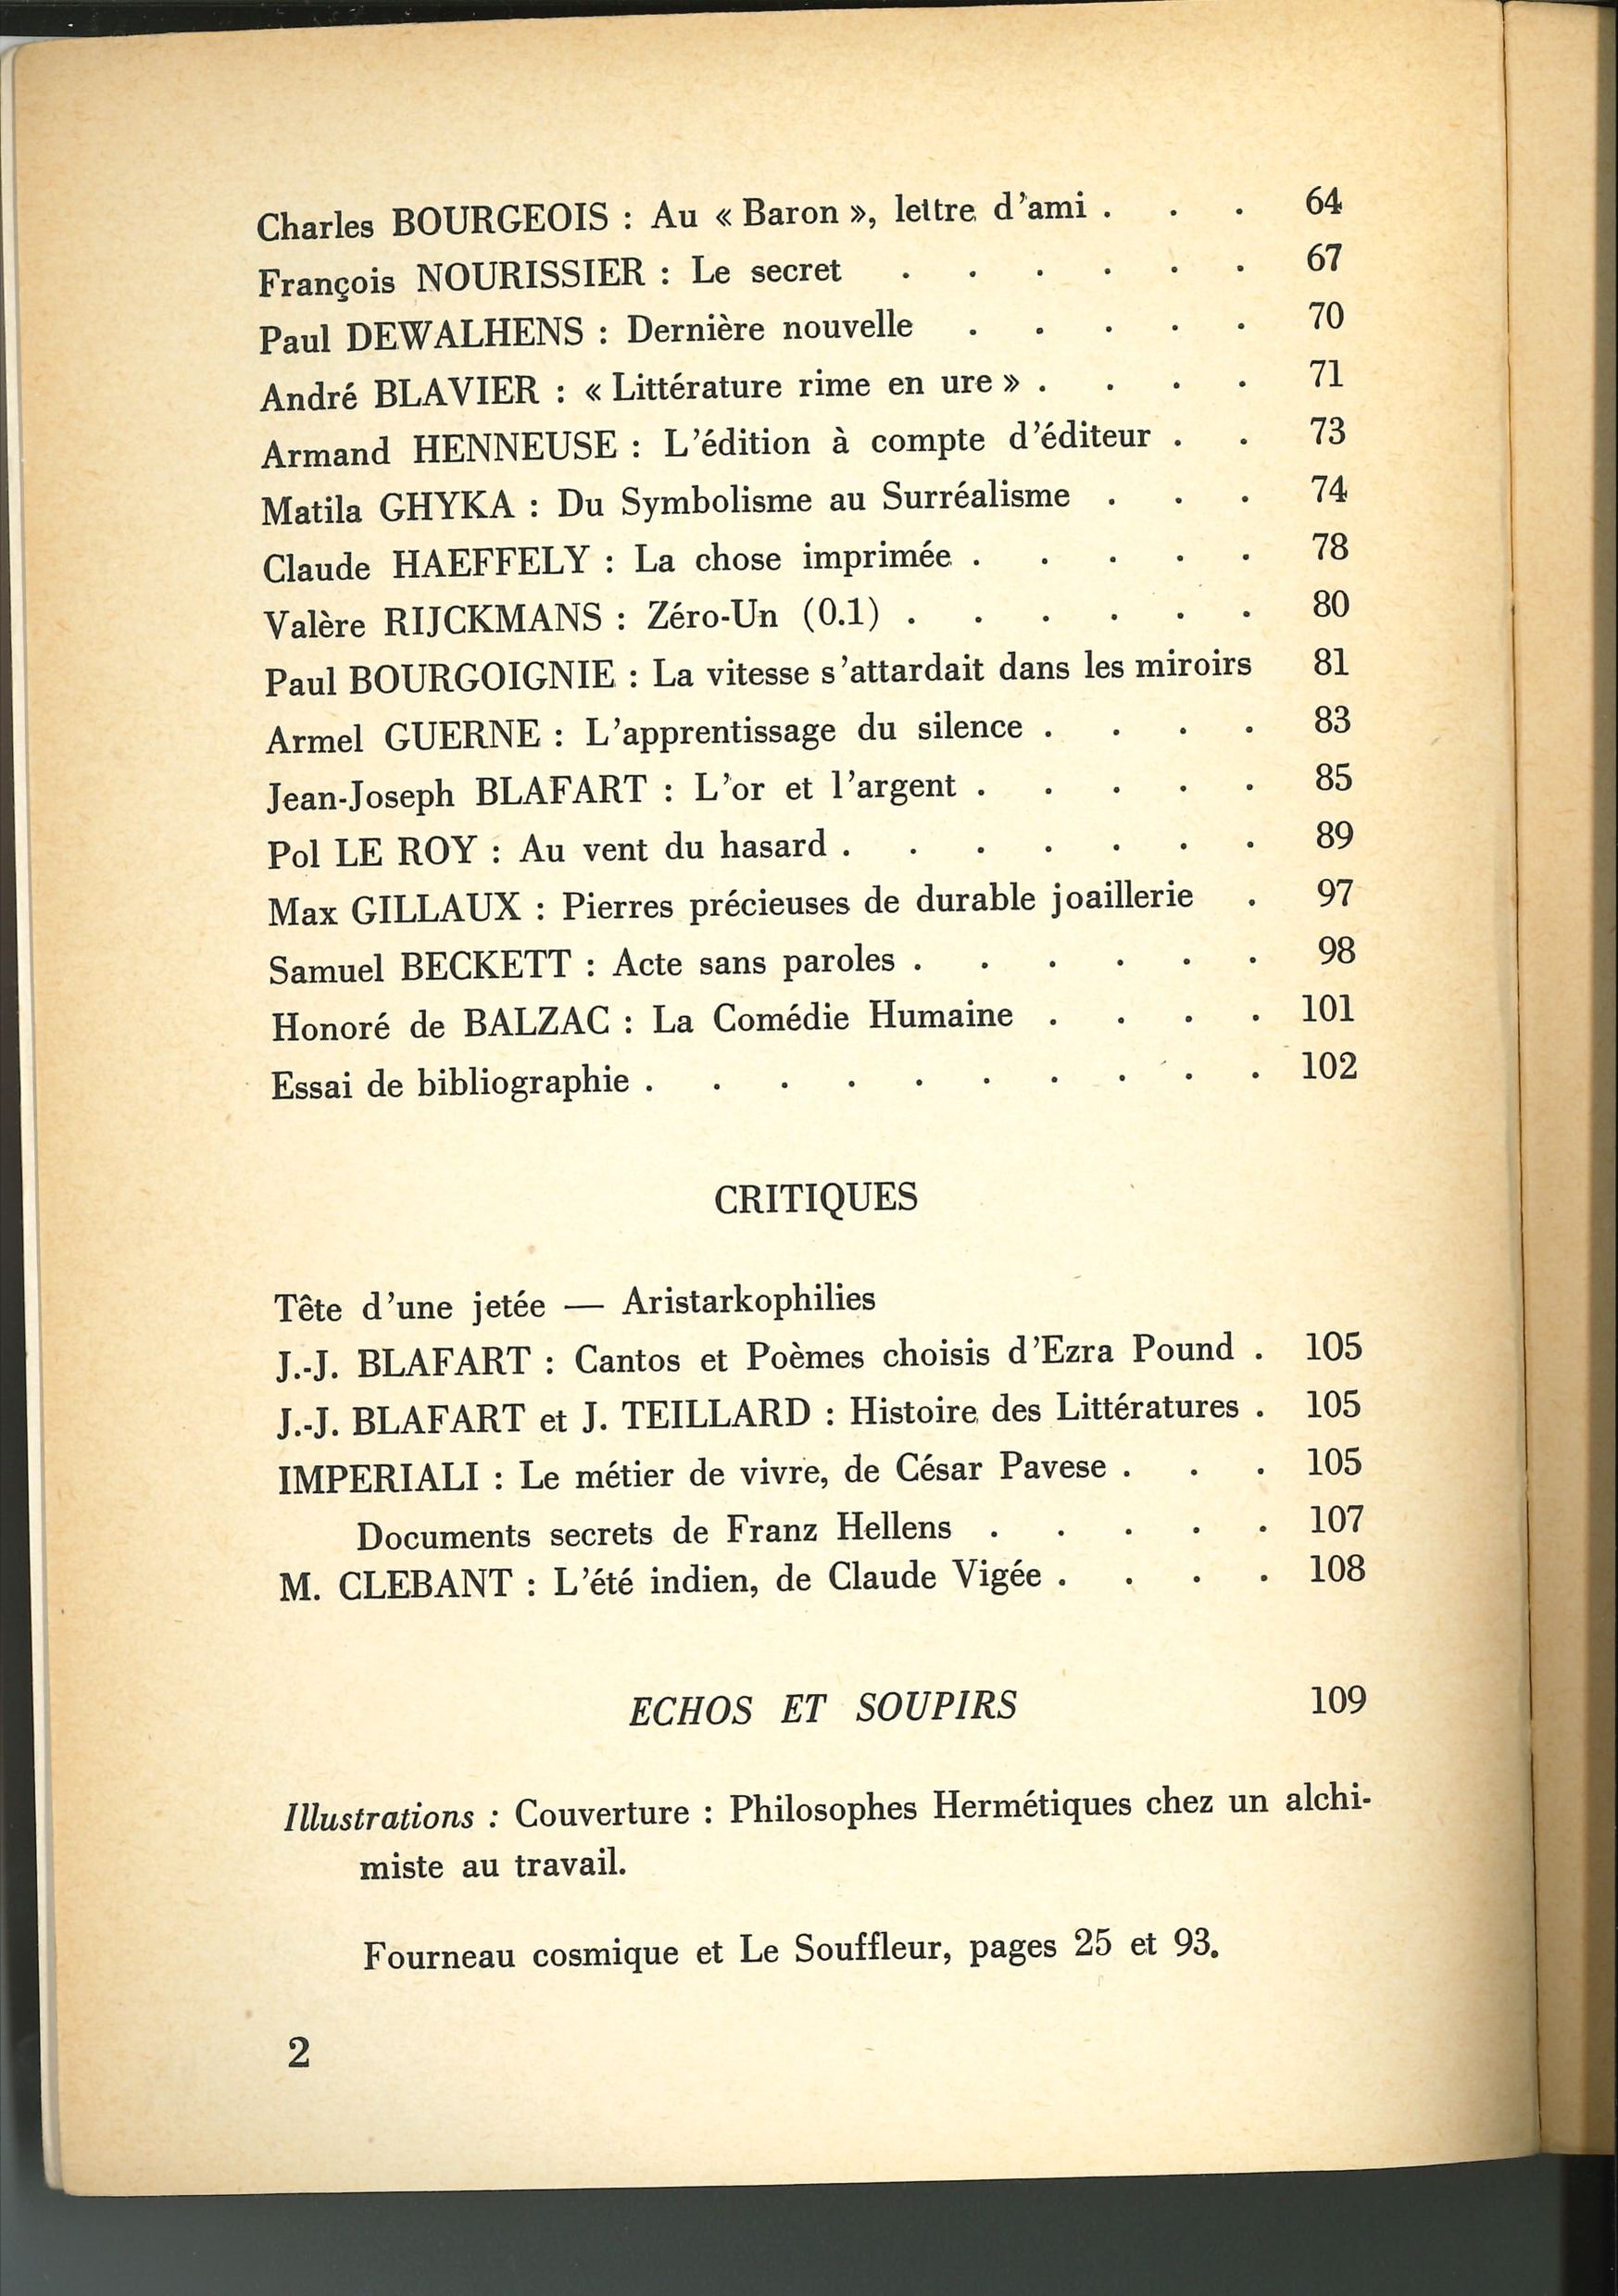 Charles BOURGEOIS : Au « Baron », lettre d'ami . . . 64
François NOURISSIER : Le secret . . . . . . 67
Paul DEWALHENS : Dernière nouvelle . . . . . 70
André BLAVIER : « Littérature rime en ure » . . . . 71
Armand HENNEUSE : L'édition à compte d'éditeur . . 73
Matila GHYKA : Du Symbolisme au Surréalisme . . . 74
Claude HAEFFELY : La chose imprimée . . . . . 78
Valère RIJCKMANS : Zéro-Un (0.1) . . . . . . 80
Paul BOURGOIGNIE : La vitesse s'attardait dans les miroirs 81
Armel GUERNE : L'apprentissage du silence . . . . 83
Jean-Joseph BLAFART : L'or et l'argent . . . . . 85
Pol LE ROY : Au vent du hasard . . . . . . . 89
Max GILLAUX : Pierres précieuses de durable joaillerie . 97
Samuel BECKETT : Acte sans paroles . . . . . . 98
Honoré de BALZAC : La Comédie Humaine . . . . 101
Essai de bibliographie . . . . . . . . . . 102
CRITIQUES
Tête d'une jetée — Aristarkophilies
J.-J. BLAFART : Cantos et Poèmes choisis d'Ezra Pound . 105
J.-J. BLAFART et J. TEILLARD : Histoire des Littératures . 105
IMPERIALI : Le métier de vivre, de César Pavese . . . 105
Documents secrets de Franz Hellens . . . . . 107
M. CLEBANT : L'été indien, de Claude Vigée . . . . 108
ECHOS ET SOUPIRS 109
Illustrations : Couverture : Philosophes Hermétiques chez un alchi-
miste au travail.
Fourneau cosmique et Le Souffleur, pages 25 et 93.
2